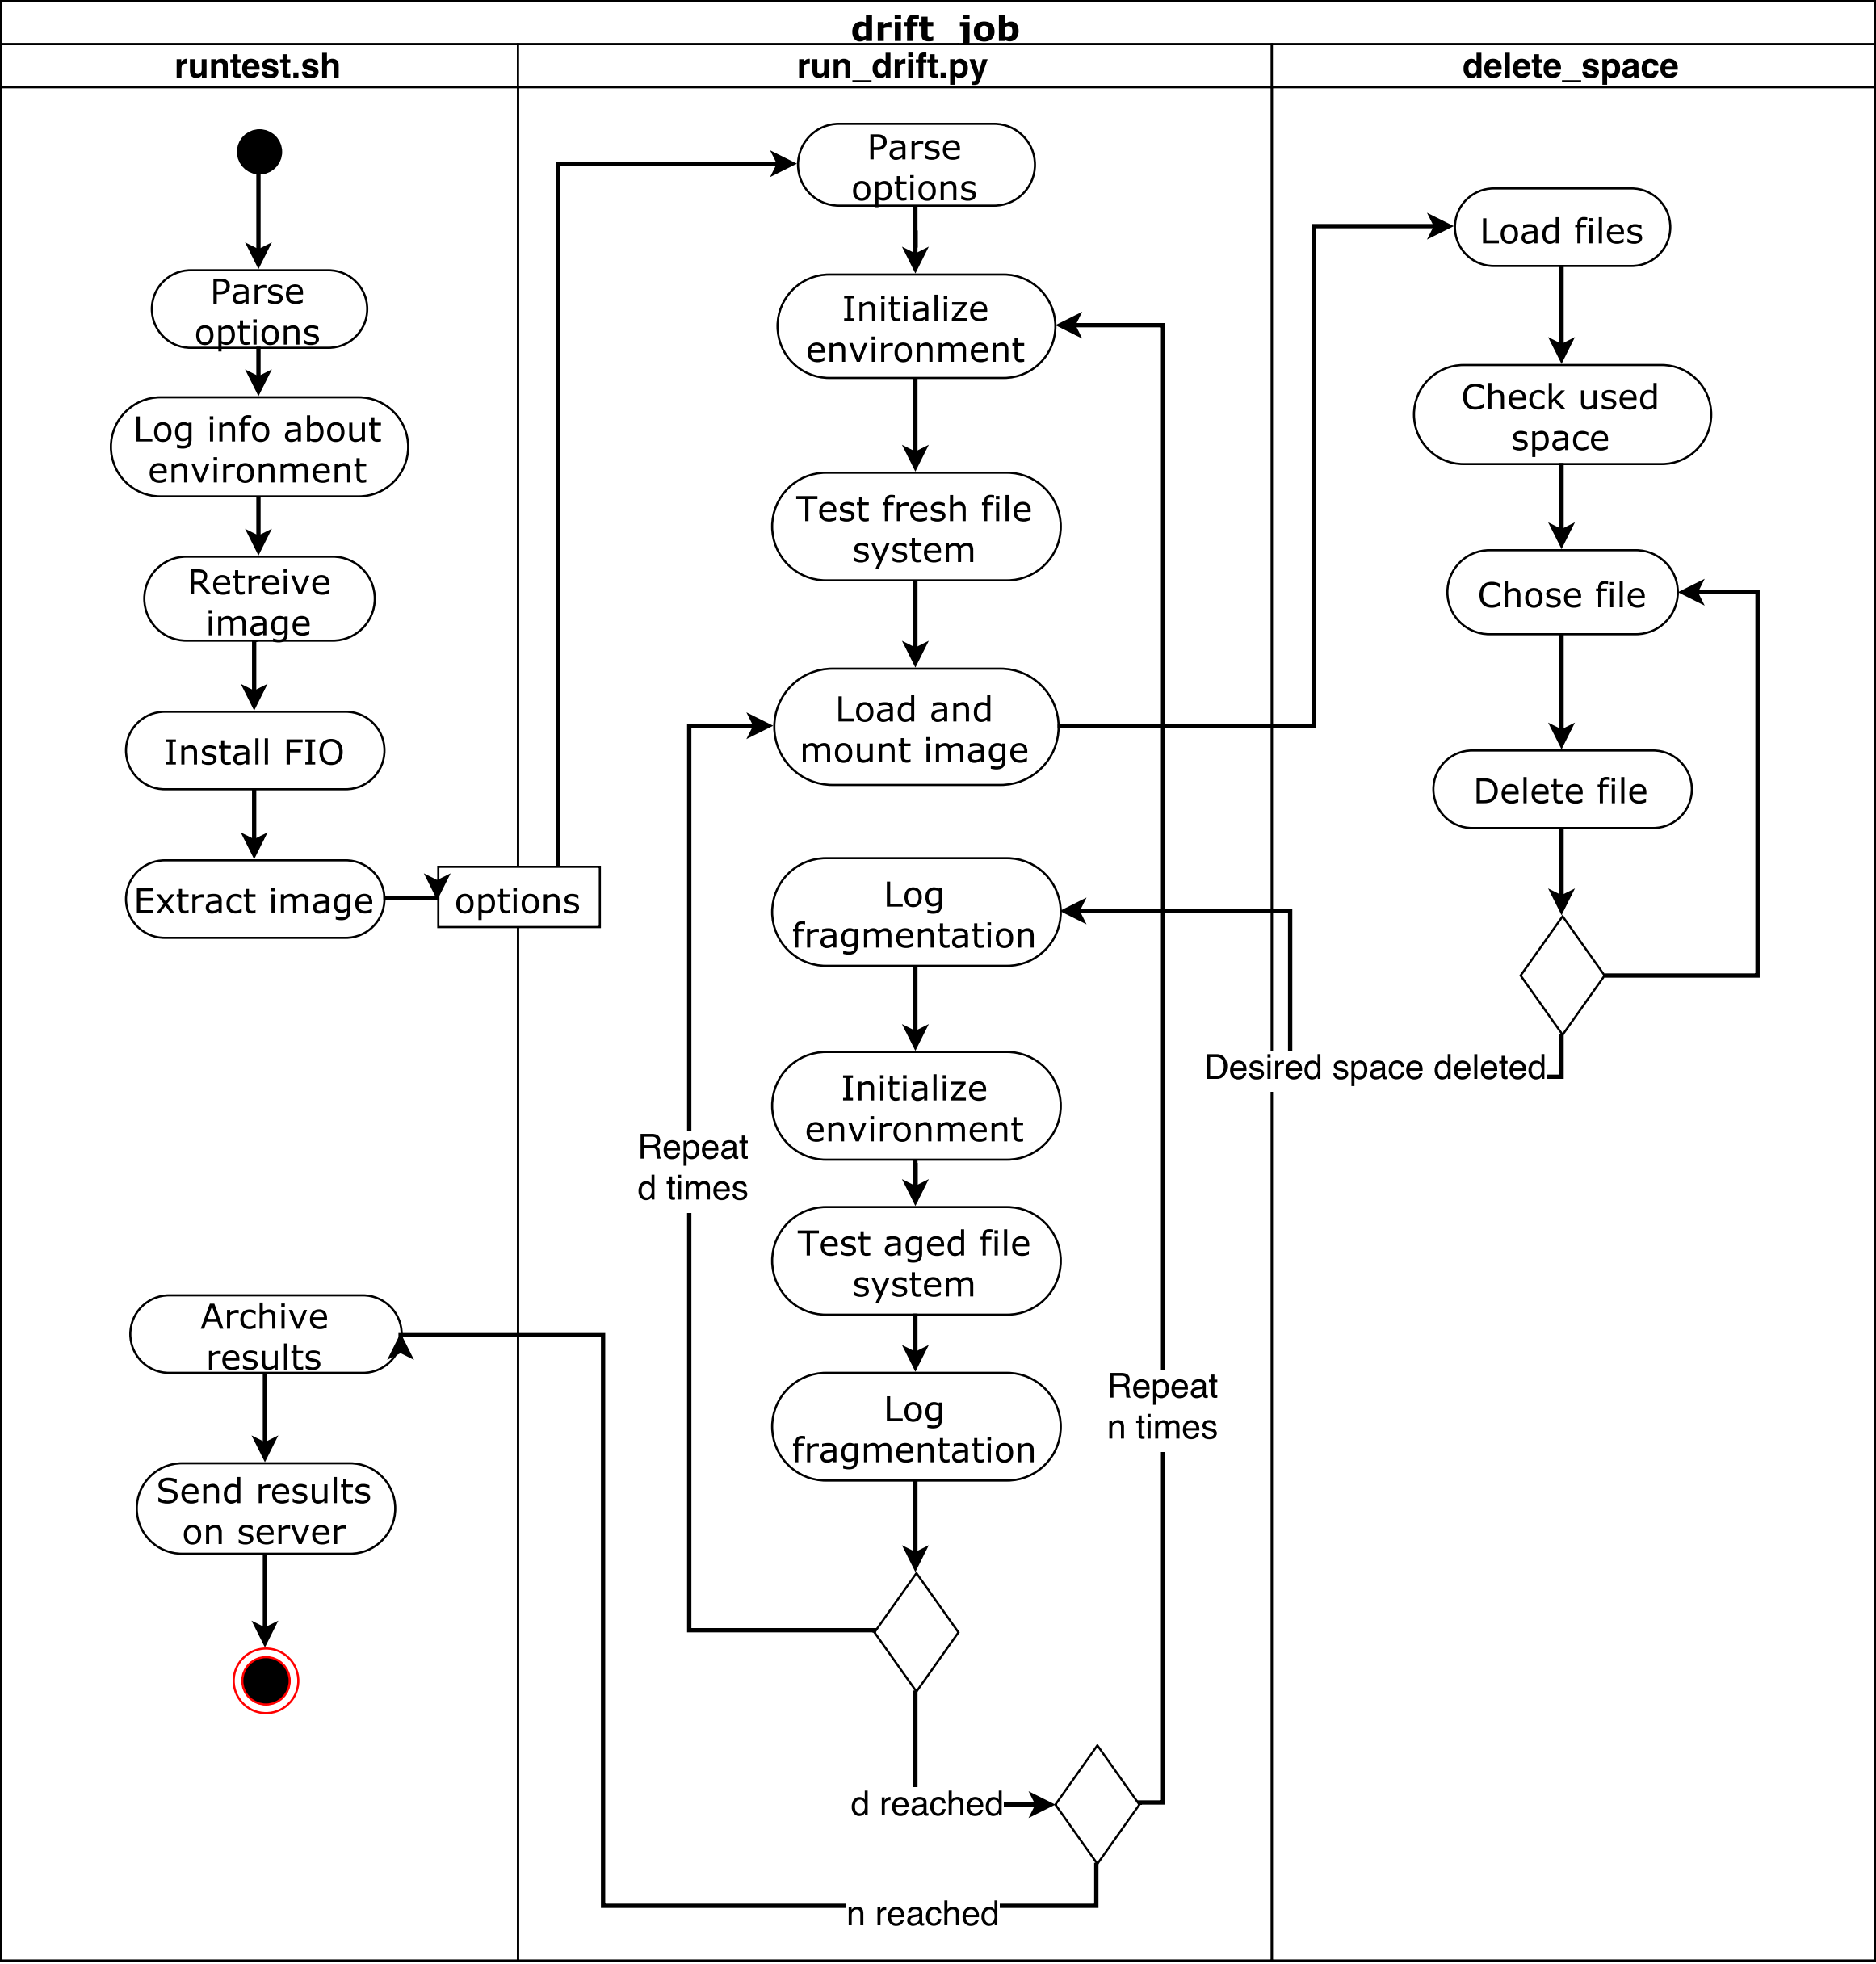 drift_job
runtest.sh
run_drift.py
delete_space
Parse
options
Log info about
environment
Retreive
image
Install FIO
Extract image
options
Archive
results
Send results
on server
Parse
options
Initialize
environment
Test fresh file
system
Load and
mount image
Log
fragmentation
Initialize
environment
Test aged file
system
Log
fragmentation
Repeat
d times
Repeat
n times
d reached
n reached
Load files
Check used
space
Chose file
Delete file
Desired space deleted